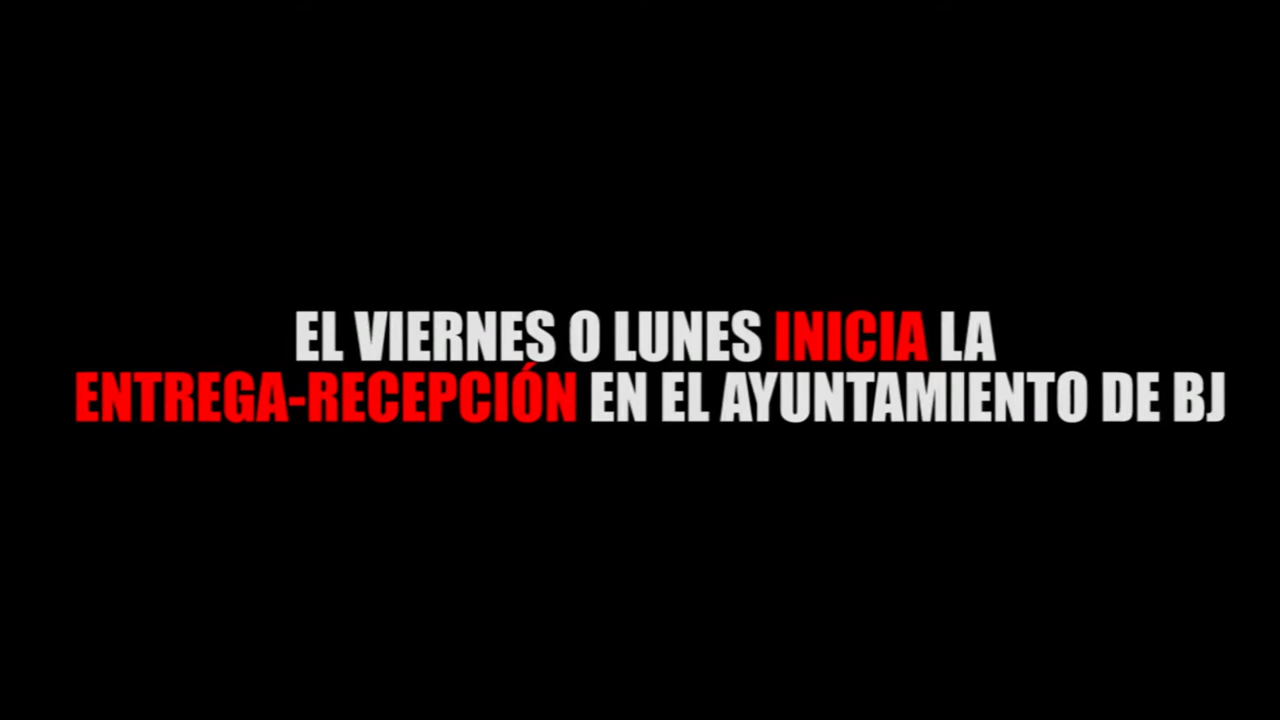 EL VIERNES O LUNES INICIA LA
ENTREGA-RECEPCIÓN EN EL AYUNTAMIENTO DE BJ